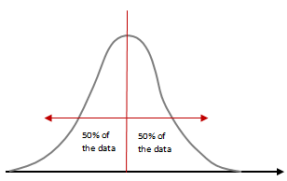 50% of
the data
50% of
the data